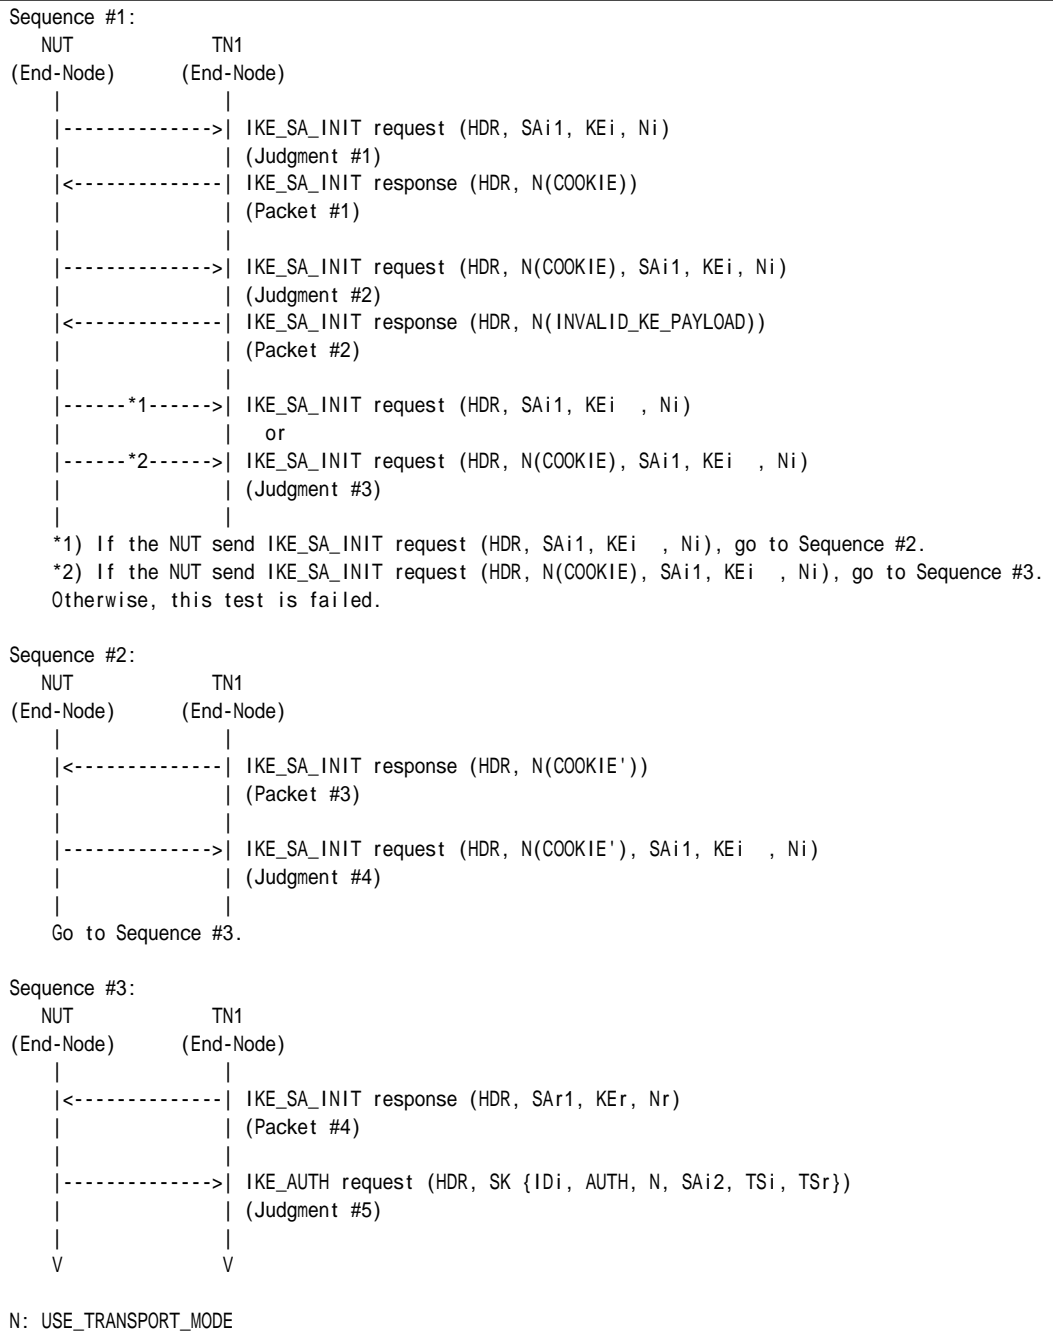 Sequence #1:
   NUT                TN1
(End-Node)       (End-Node)
    |                |
    |-------------->| IKE_SA_INIT request (HDR, SAi1, KEi, Ni)
    |                | (Judgment #1)
    |<--------------| IKE_SA_INIT response (HDR, N(COOKIE))
    |                | (Packet #1)
    |                |
    |-------------->| IKE_SA_INIT request (HDR, N(COOKIE), SAi1, KEi, Ni)
    |                | (Judgment #2)
    |<--------------| IKE_SA_INIT response (HDR, N(INVALID_KE_PAYLOAD))
    |                | (Packet #2)
    |                |
    |------*1------>| IKE_SA_INIT request (HDR, SAi1, KEi  , Ni)
    |                |   or
    |------*2------>| IKE_SA_INIT request (HDR, N(COOKIE), SAi1, KEi  , Ni)
    |                | (Judgment #3)
    |                |
    *1) If the NUT send IKE_SA_INIT request (HDR, SAi1, KEi  , Ni), go to Sequence #2.
    *2) If the NUT send IKE_SA_INIT request (HDR, N(COOKIE), SAi1, KEi  , Ni), go to Sequence #3.
    Otherwise, this test is failed.
Sequence #2:
   NUT                TN1
(End-Node)       (End-Node)
    |                |
    |<--------------| IKE_SA_INIT response (HDR, N(COOKIE'))
    |                | (Packet #3)
    |                |
    |-------------->| IKE_SA_INIT request (HDR, N(COOKIE'), SAi1, KEi  , Ni)
    |                | (Judgment #4)
    |                |
    Go to Sequence #3.
Sequence #3:
   NUT                TN1
(End-Node)       (End-Node)
    |                |
    |<--------------| IKE_SA_INIT response (HDR, SAr1, KEr, Nr)
    |                | (Packet #4)
    |                |
    |-------------->| IKE_AUTH request (HDR, SK {IDi, AUTH, N, SAi2, TSi, TSr})
    |                | (Judgment #5)
    |                |
    V                V
N: USE_TRANSPORT_MODE